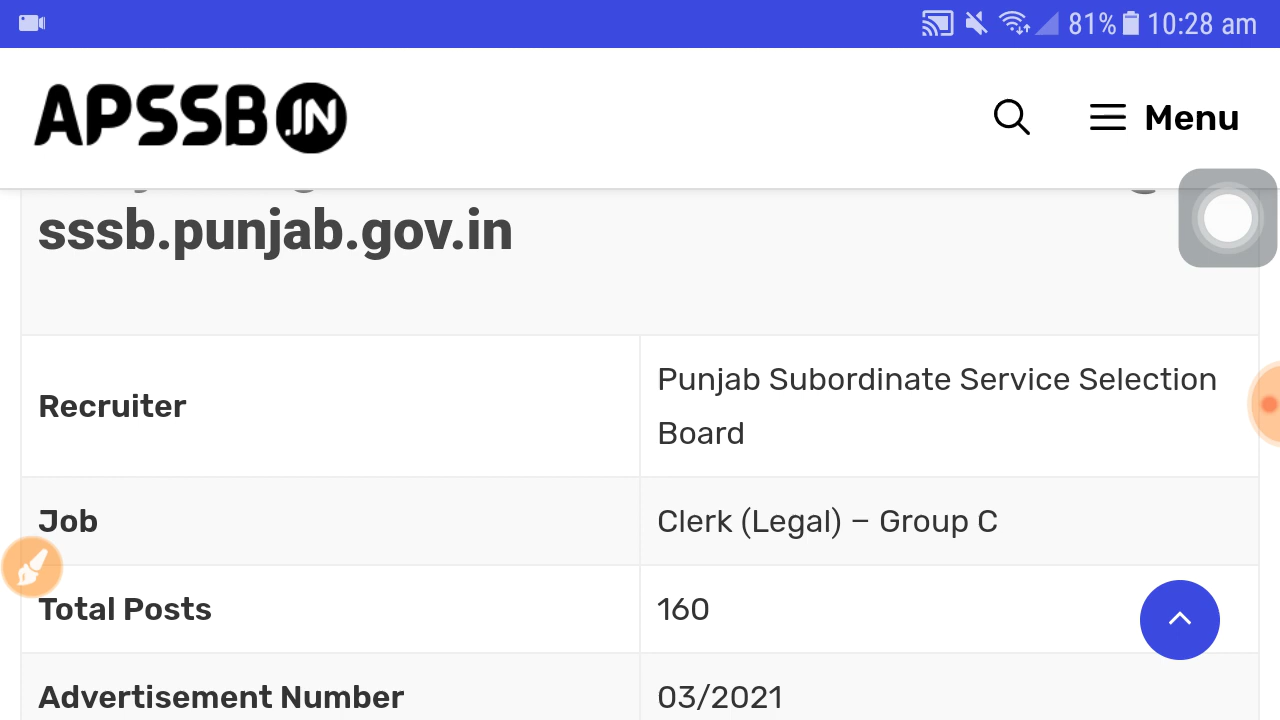 81% 10:28 am
APSSB.IN
Menu
sssb.punjab.gov.in
Recruiter
Punjab Subordinate Service Selection
Board
Job
Clerk (Legal) – Group C
Total Posts
160
Advertisement Number
03/2021